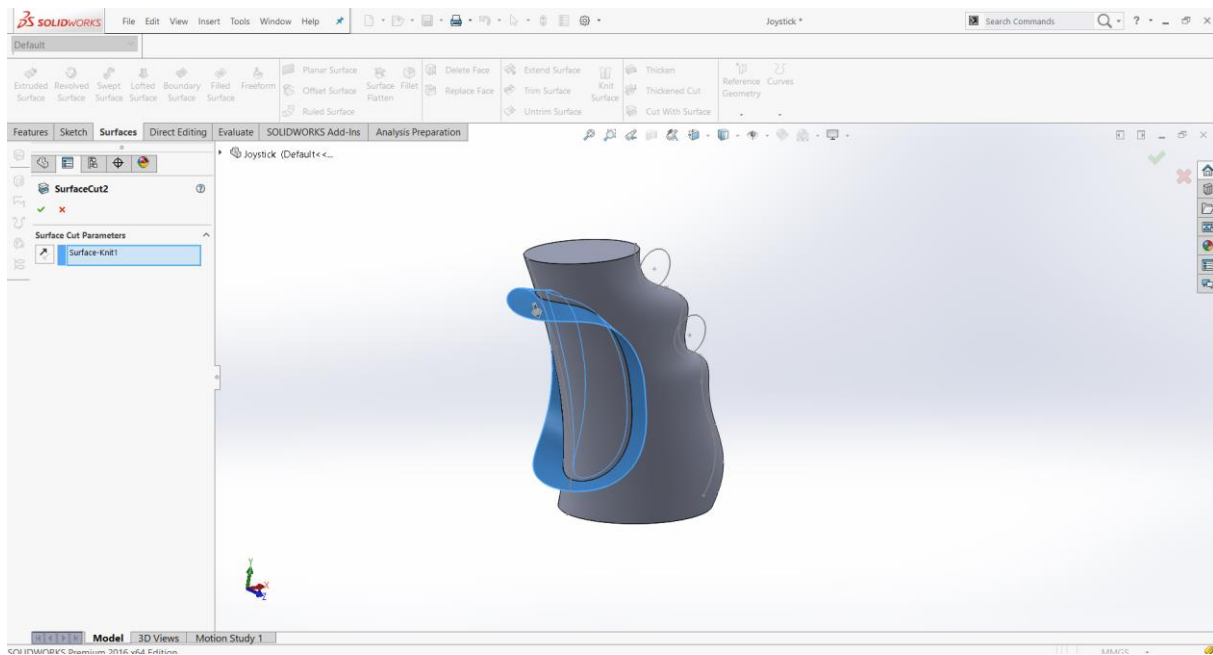 SOLIDWORKS File Edit View Insert Tools Window Help Joystick * Search Commands
Default
Extruded Surface
Revolved Surface
Swept Surface
Lofted Surface
Boundary Surface
Filled Surface
Freeform
Planar Surface
Offset Surface
Ruled Surface
Surface Flatten
Fillet
Delete Face
Replace Face
Extend Surface
Trim Surface
Untrim Surface
Knit Surface
Thicken
Thickened Cut
Cut With Surface
Reference Geometry
Curves
Features Sketch Surfaces Direct Editing Evaluate SOLIDWORKS Add-Ins Analysis Preparation
Joystick (Default<<...
SurfaceCut2
Surface Cut Parameters
Surface-Knit1
Y
X
Z
Model 3D Views Motion Study 1
SOLIDWORKS Premium 2016 x64 Edition MMGS